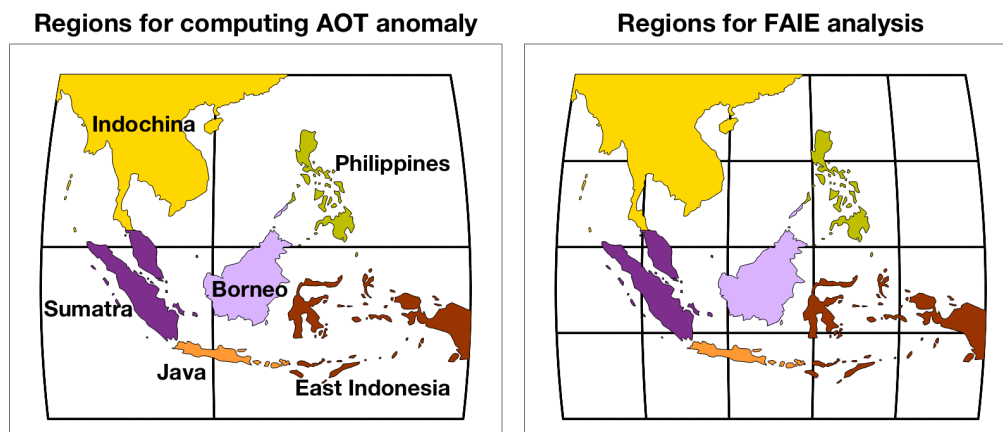 Regions for computing AOT anomaly
Regions for FAIE analysis
Indochina
Philippines
Borneo
Sumatra
Java
East Indonesia